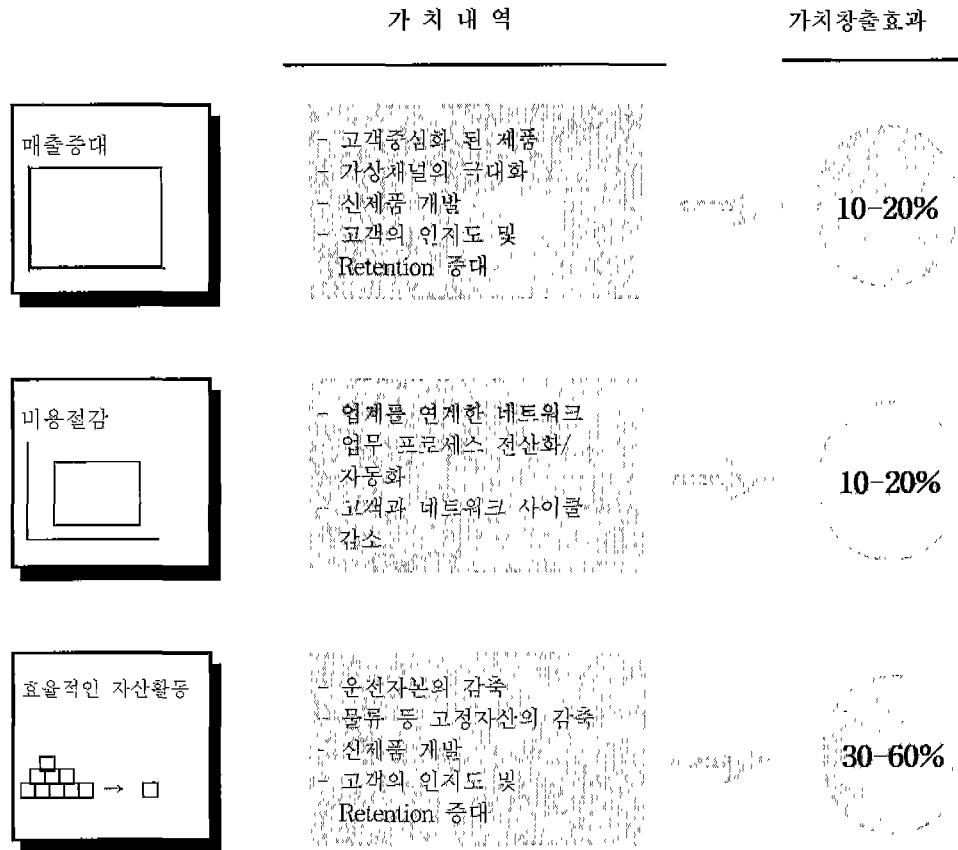 가 치 내 역
가치창출효과
매출증대
- 고객중심화 된 제품
- 가상채널의 극대화
- 신제품 개발
- 고객의 인지도 및
Retention 증대
10-20%
비용절감
- 업계를 연계한 네트워크
업무 프로세스 전산화/
자동화
- 고객과 네트워크 사이클
감소
10-20%
효율적인 자산활동
- 운전자본의 감축
- 물류 등 고정자산의 감축
- 신제품 개발
- 고객의 인지도 및
Retention 증대
→
30-60%